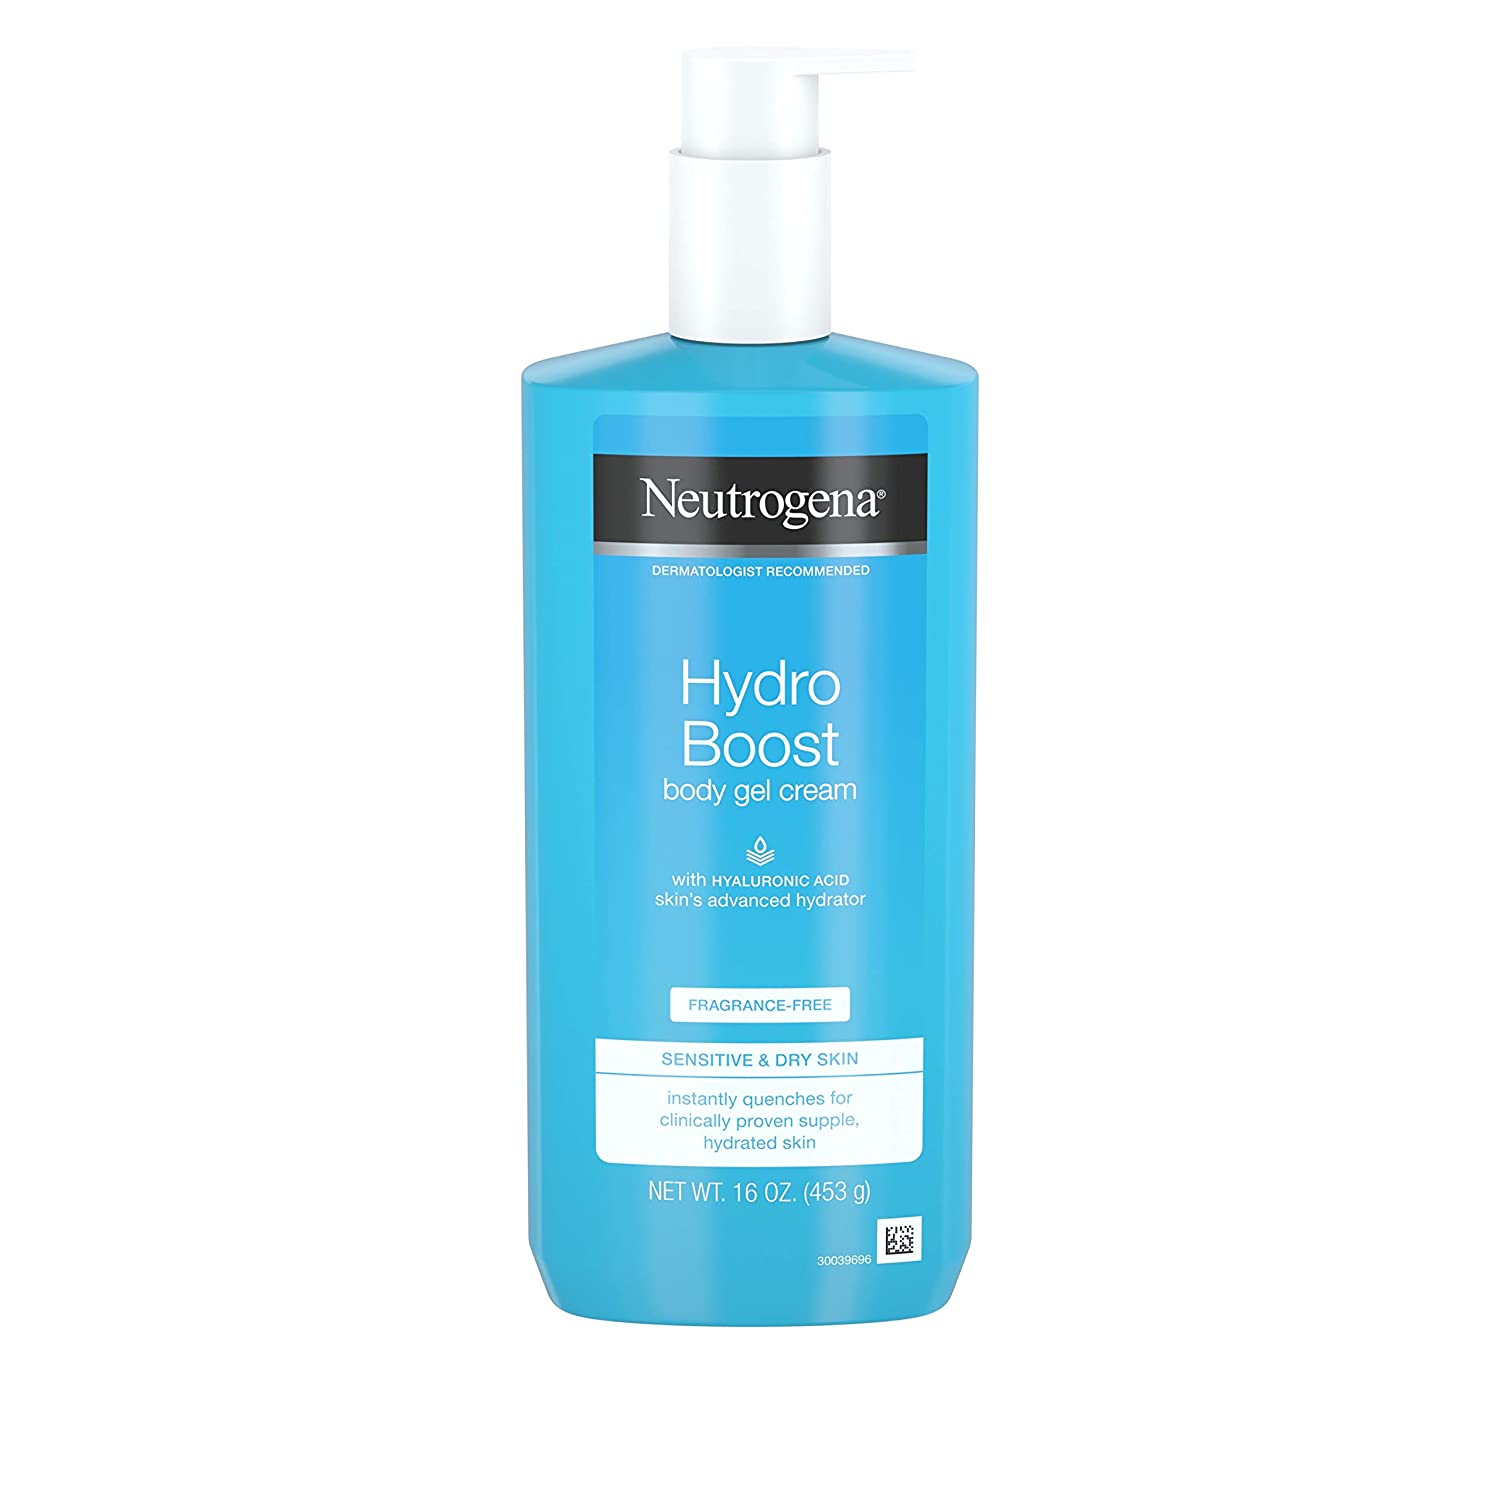 Neutrogena®
DERMATOLOGIST RECOMMENDED
Hydro
Boost
body gel cream
with HYALURONIC ACID
skin's advanced hydrator
FRAGRANCE-FREE
SENSITIVE & DRY SKIN
instantly quenches for
clinically proven supple,
hydrated skin
NET WT. 16 OZ. (453 g)
30039696